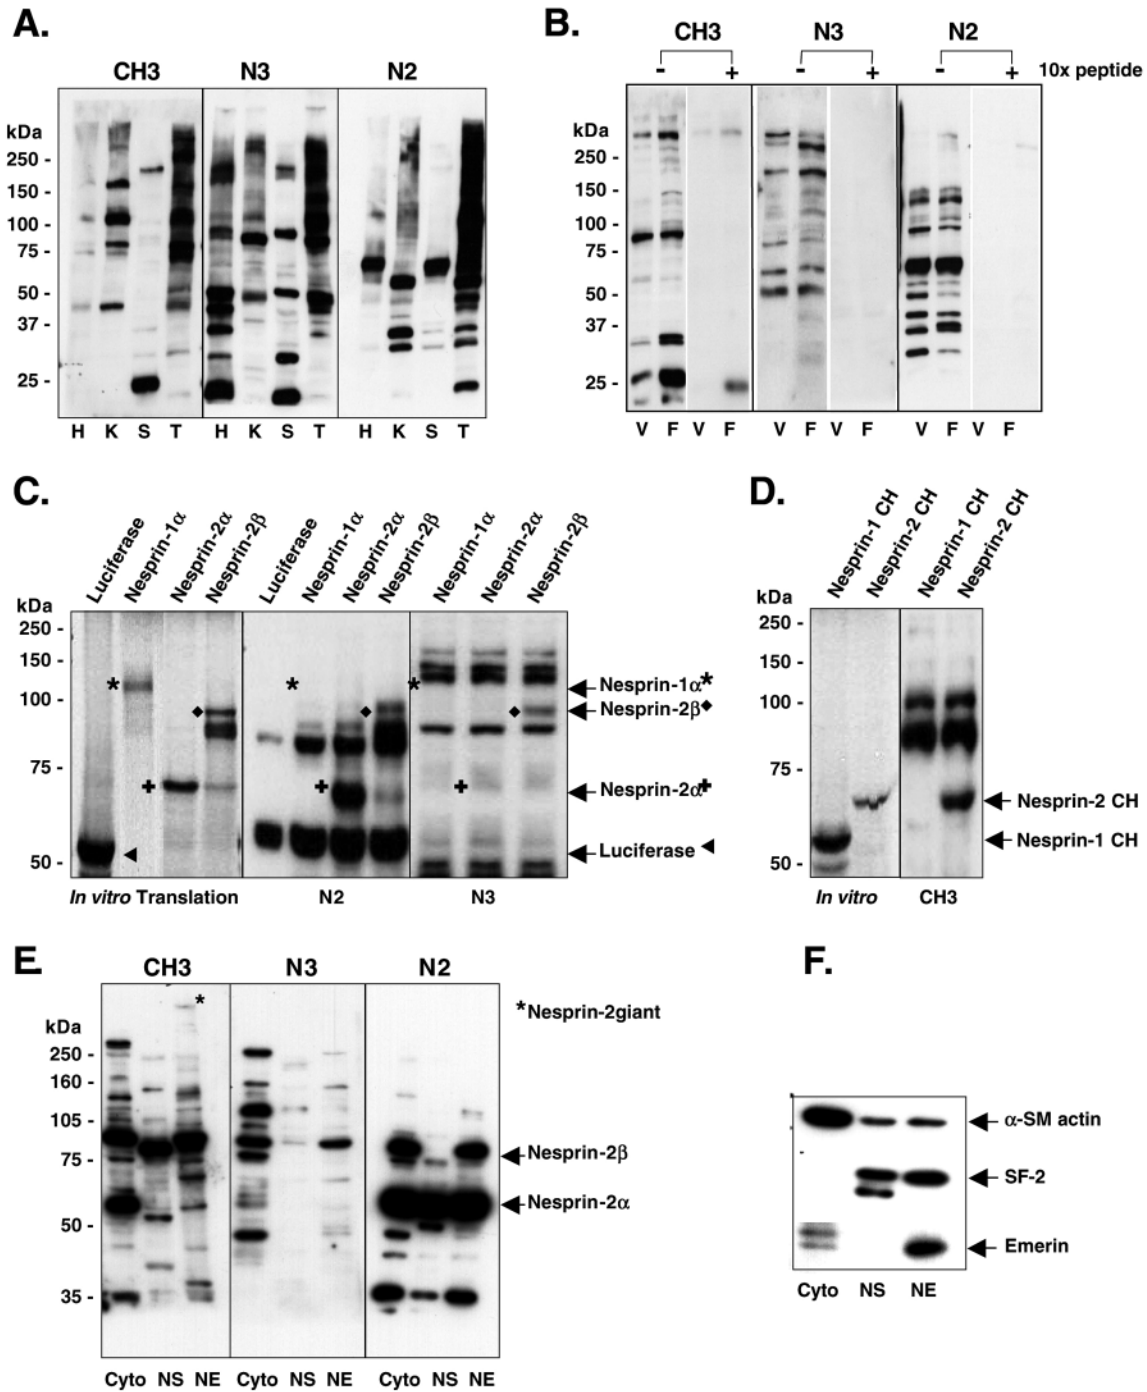 A.
CH3 N3 N2
kDa
250 -
150 -
100 -
75 -
50 -
37 -
25 -
H K S T H K S T H K S T
B.
CH3 N3 N2
- + - + - + 10x peptide
kDa
250 -
150 -
100 -
75 -
50 -
37 -
25 -
V F V F V F V F V F V F
C.
Luciferase Nesprin-1α Nesprin-2α Nesprin-2β Luciferase Nesprin-1α Nesprin-2α Nesprin-2β Nesprin-1α Nesprin-2α Nesprin-2β
kDa
250 -
150 -
100 -
75 -
50 -
* * * Nesprin-1α*
◆ ◆ ◆ Nesprin-2β◆
+ + + Nesprin-2α+
◄ Luciferase ◄
In vitro Translation N2 N3
D.
Nesprin-1 CH Nesprin-2 CH Nesprin-1 CH Nesprin-2 CH
kDa
250 -
150 -
100 -
75 -
50 -
Nesprin-2 CH
Nesprin-1 CH
In vitro CH3
E.
CH3 N3 N2
* *Nesprin-2giant
kDa
250 -
160 -
105 -
75 -
50 -
35 -
Nesprin-2β
Nesprin-2α
Cyto NS NE Cyto NS NE Cyto NS NE
F.
α-SM actin
SF-2
Emerin
Cyto NS NE